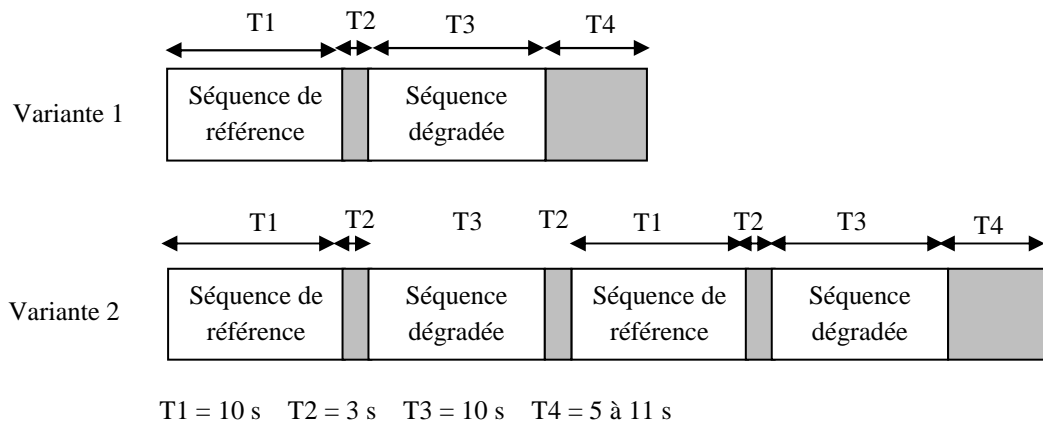 T1 T2 T3 T4
Variante 1
Séquence de référence
Séquence dégradée
T1 T2 T3 T2 T1 T2 T3 T4
Variante 2
Séquence de référence
Séquence dégradée
Séquence de référence
Séquence dégradée
T1 = 10 s T2 = 3 s T3 = 10 s T4 = 5 à 11 s